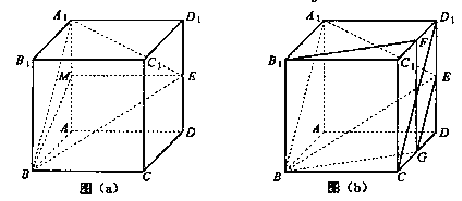 A₁ D₁ A₁ D₁
B₁ C₁ B₁ C₁ F
M E E
A D A D
B C B C G
图(a) 图(b)